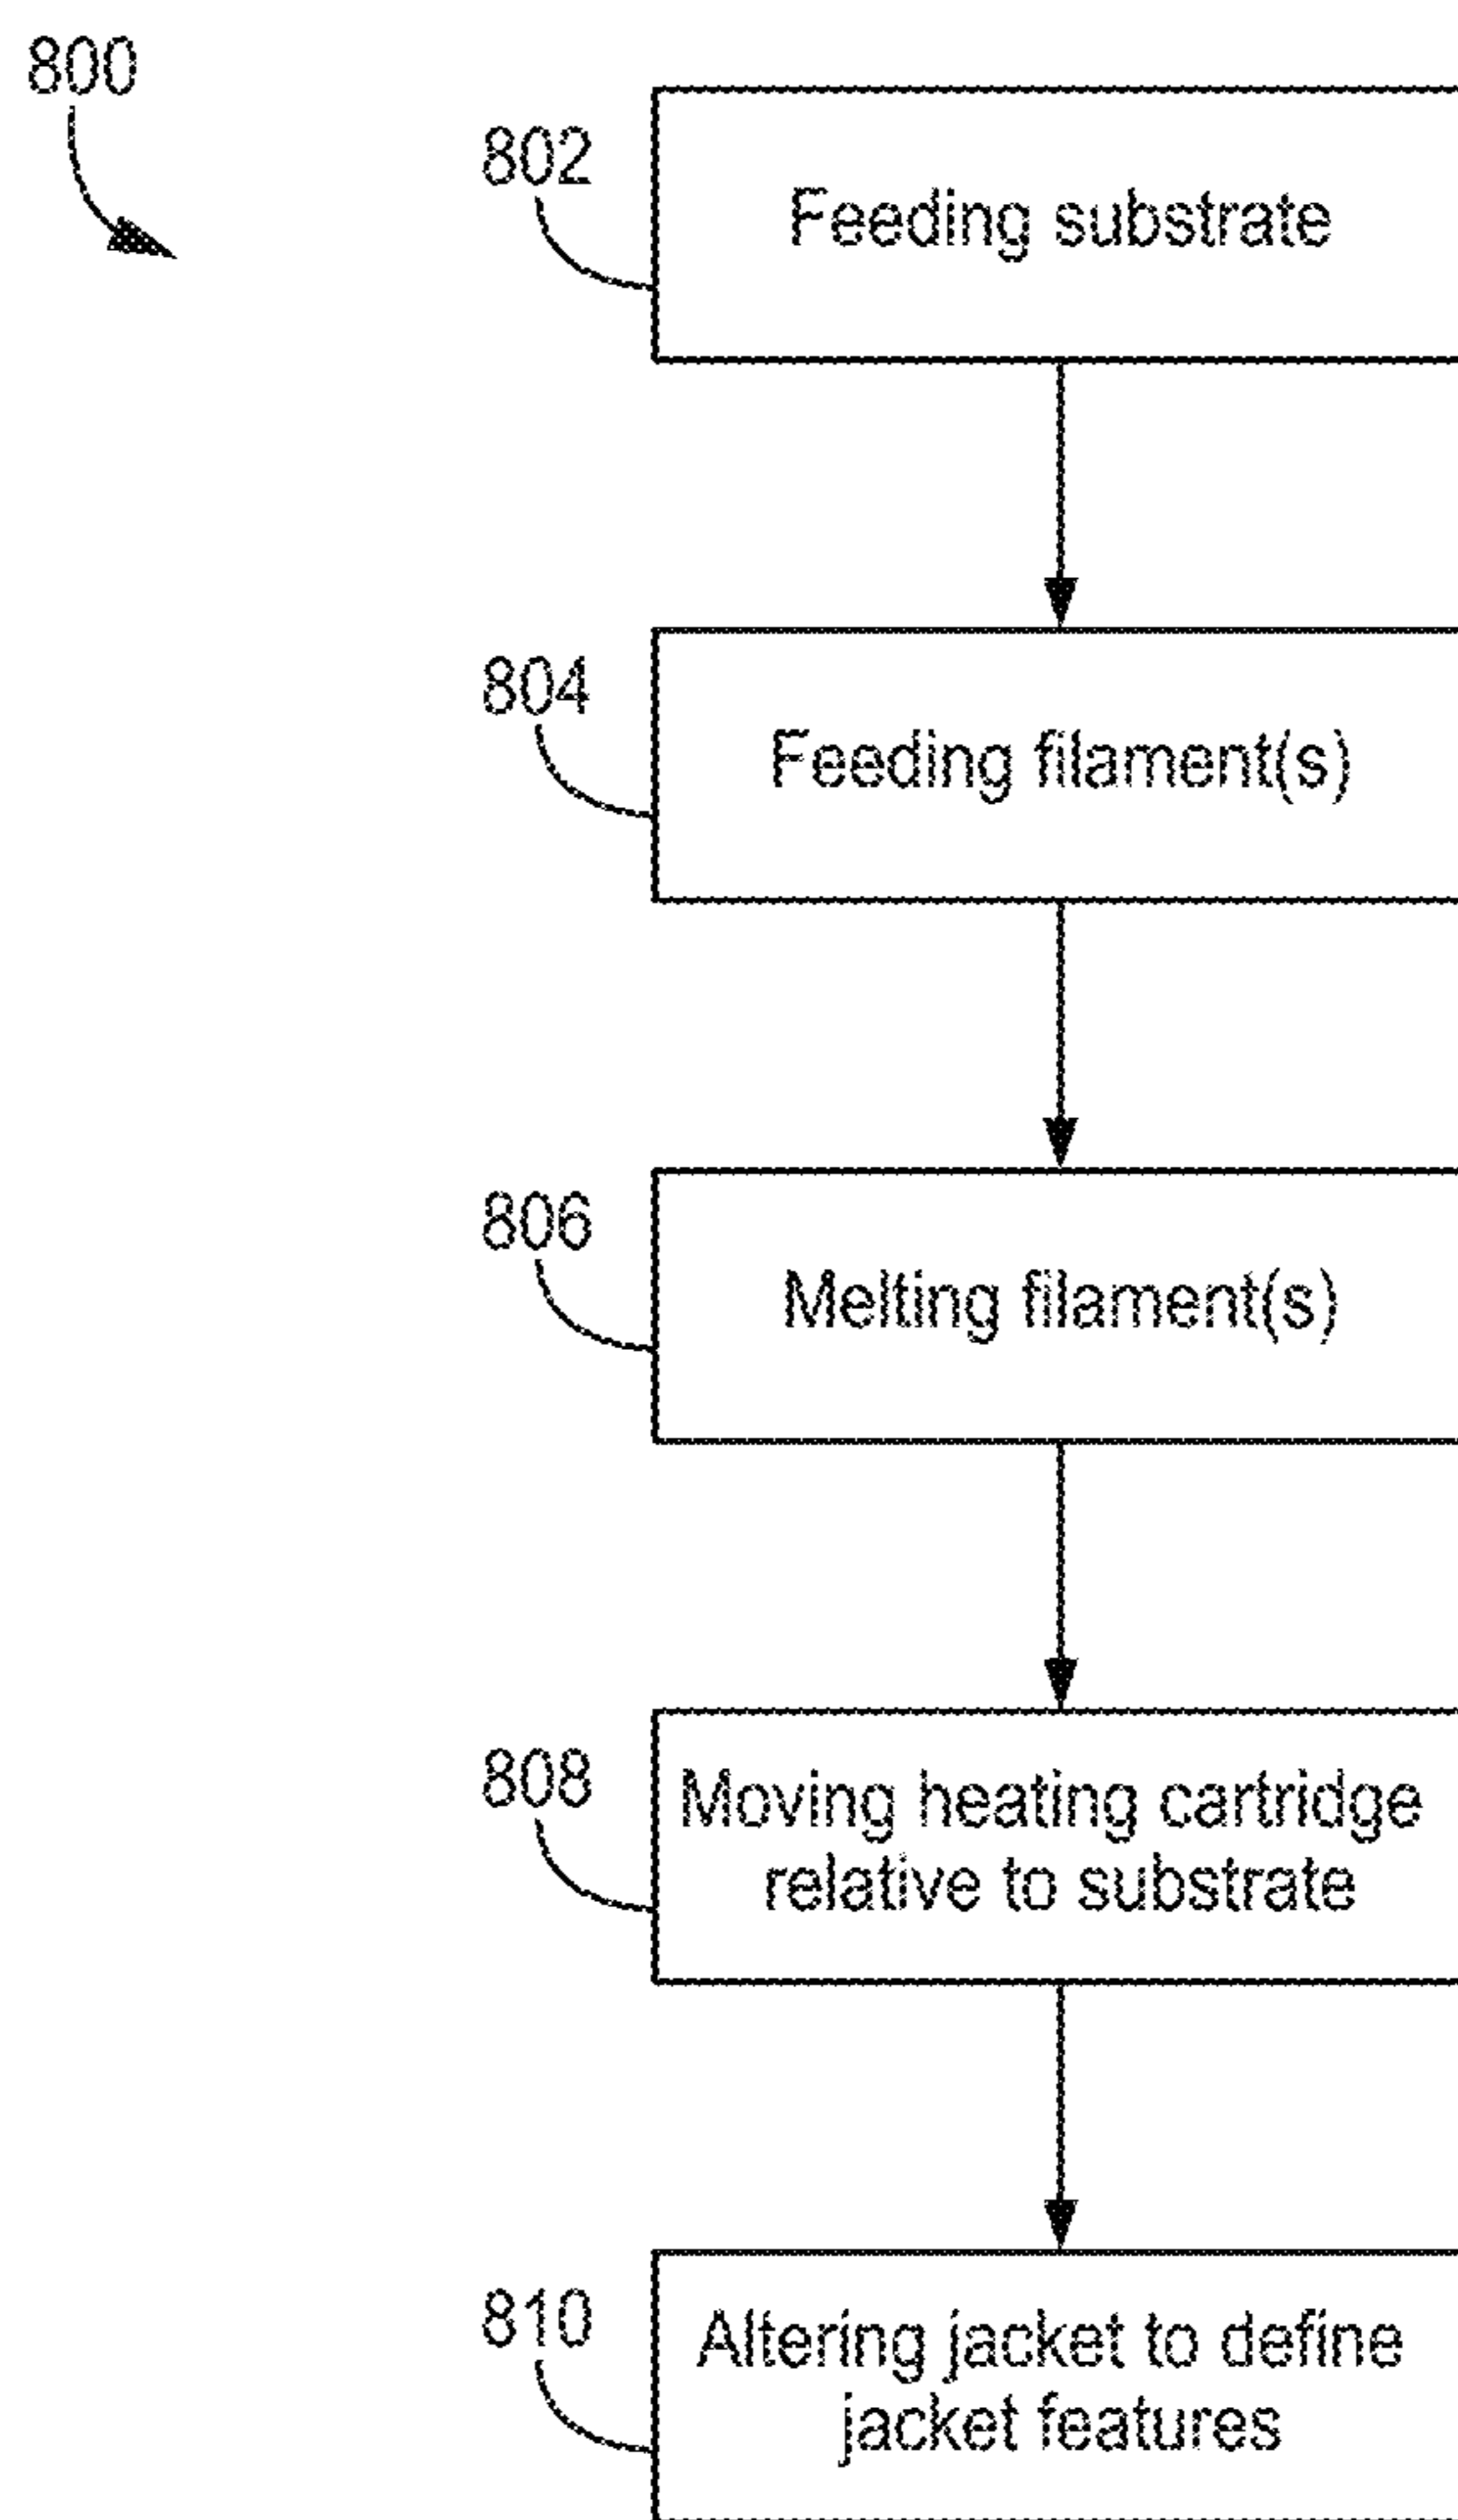 800
802
Feeding substrate
804
Feeding filament(s)
806
Melting filament(s)
808
Moving heating cartridge
relative to substrate
810
Altering jacket to define
jacket features